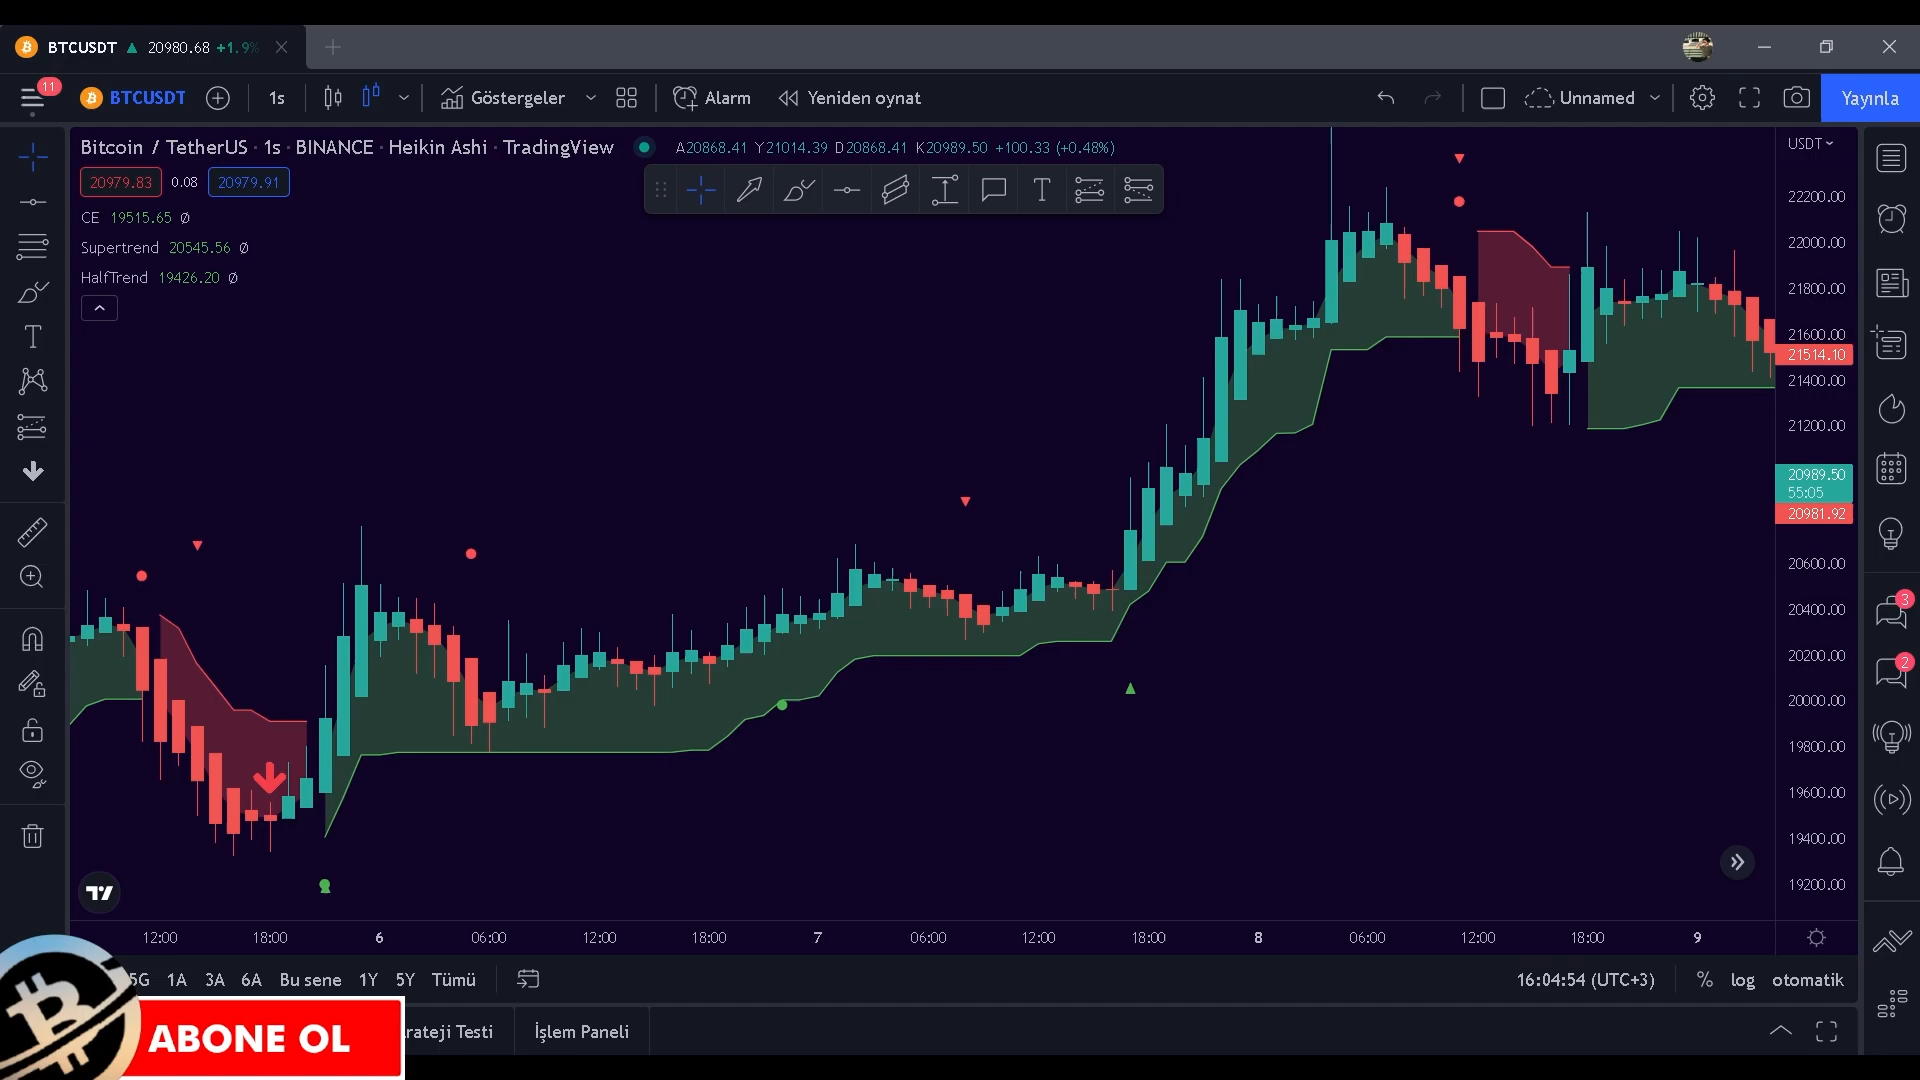 BTCUSDT ▲ 20980.68 +1.9%
11
BTCUSDT 1s Göstergeler Alarm Yeniden oynat Unnamed Yayınla
Bitcoin / TetherUS · 1s · BINANCE · Heikin Ashi · TradingView A20868.41 Y21014.39 D20868.41 K20989.50 +100.33 (+0.48%)
USDT
20979.83 0.08 20979.91
CE 19515.65 Ø
Supertrend 20545.56 Ø
HalfTrend 19426.20 Ø
22200.00
22000.00
21800.00
21600.00
21514.10
21400.00
21200.00
20989.50
55:05
20981.92
20600.00
20400.00
20200.00
20000.00
19800.00
19600.00
19400.00
19200.00
3
2
12:00 18:00 6 06:00 12:00 18:00 7 06:00 12:00 18:00 8 06:00 12:00 18:00 9
5G 1A 3A 6A Bu sene 1Y 5Y Tümü 16:04:54 (UTC+3) % log otomatik
ABONE OL
rateji Testi İşlem Paneli